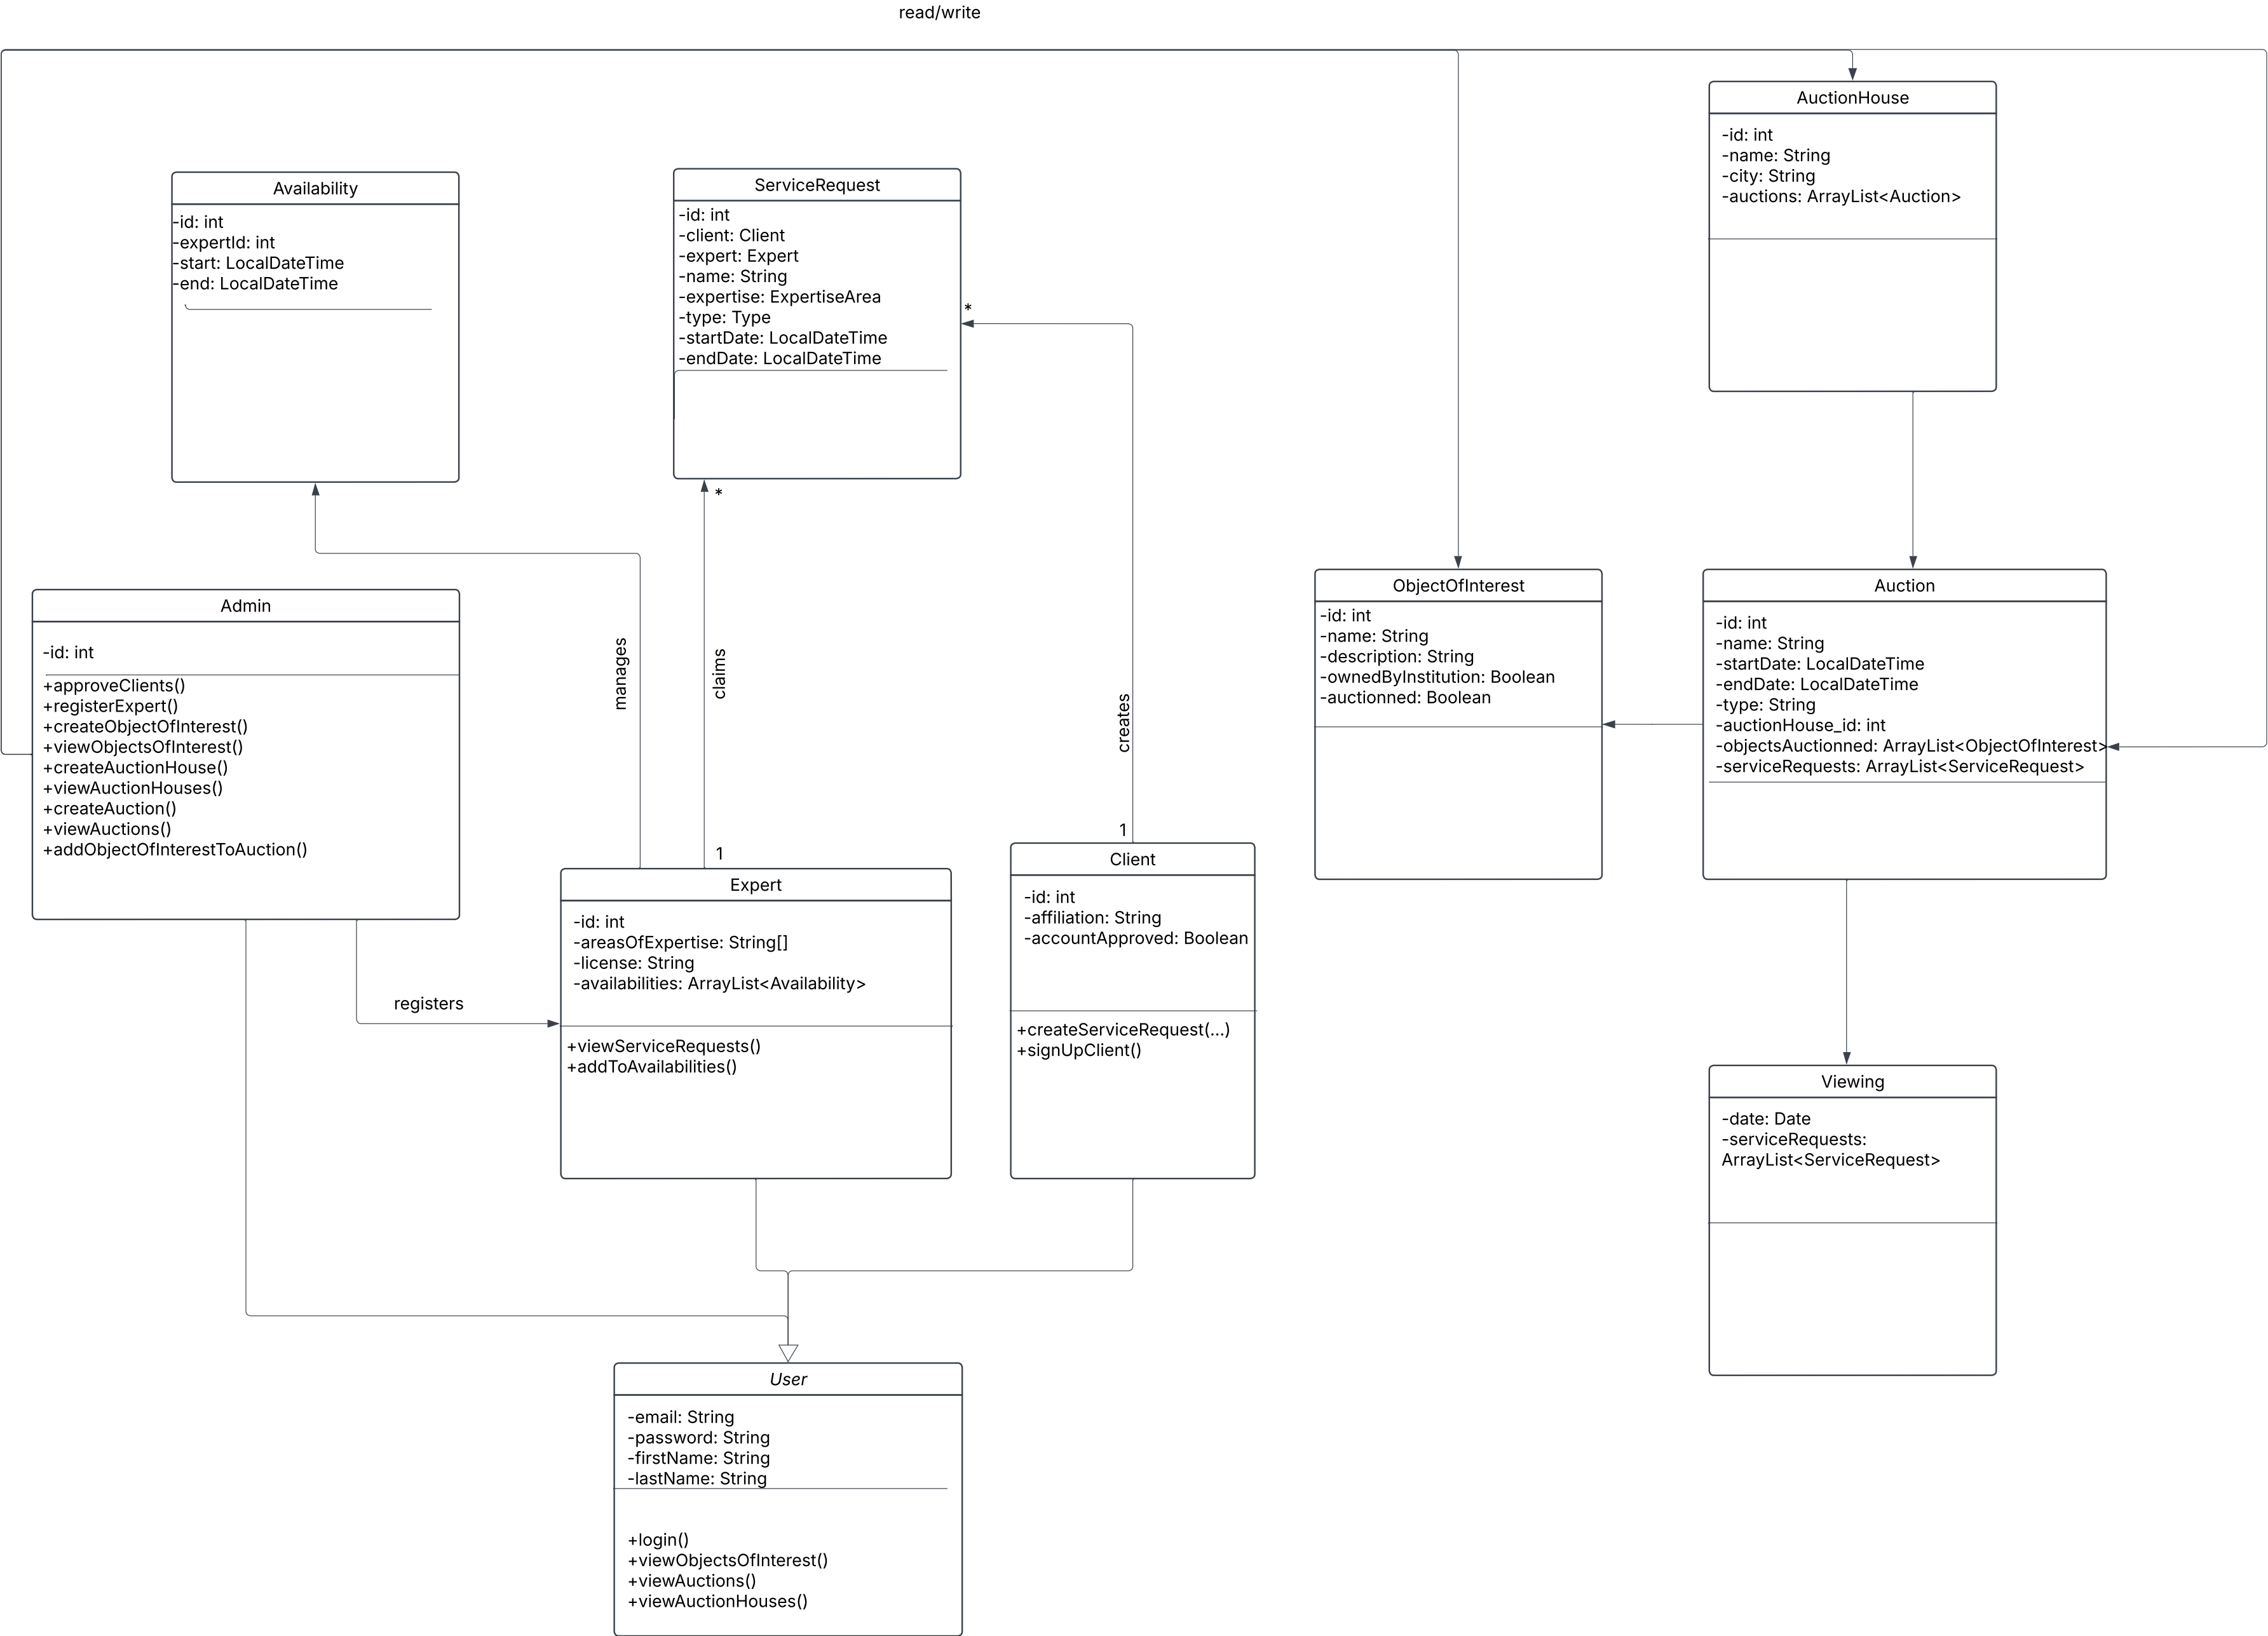 read/write
AuctionHouse
-id: int
-name: String
-city: String
-auctions: ArrayList<Auction>
Availability
-id: int
-expertId: int
-start: LocalDateTime
-end: LocalDateTime
ServiceRequest
-id: int
-client: Client
-expert: Expert
-name: String
-expertise: ExpertiseArea
-type: Type
-startDate: LocalDateTime
-endDate: LocalDateTime
*
*
manages
claims
creates
1
1
Admin
-id: int
+approveClients()
+registerExpert()
+createObjectOfInterest()
+viewObjectsOfInterest()
+createAuctionHouse()
+viewAuctionHouses()
+createAuction()
+viewAuctions()
+addObjectOfInterestToAuction()
registers
ObjectOfInterest
-id: int
-name: String
-description: String
-ownedByInstitution: Boolean
-auctionned: Boolean
Auction
-id: int
-name: String
-startDate: LocalDateTime
-endDate: LocalDateTime
-type: String
-auctionHouse_id: int
-objectsAuctionned: ArrayList<ObjectOfInterest>
-serviceRequests: ArrayList<ServiceRequest>
Expert
-id: int
-areasOfExpertise: String[]
-license: String
-availabilities: ArrayList<Availability>
+viewServiceRequests()
+addToAvailabilities()
Client
-id: int
-affiliation: String
-accountApproved: Boolean
+createServiceRequest(...)
+signUpClient()
Viewing
-date: Date
-serviceRequests:
ArrayList<ServiceRequest>
User
-email: String
-password: String
-firstName: String
-lastName: String
+login()
+viewObjectsOfInterest()
+viewAuctions()
+viewAuctionHouses()